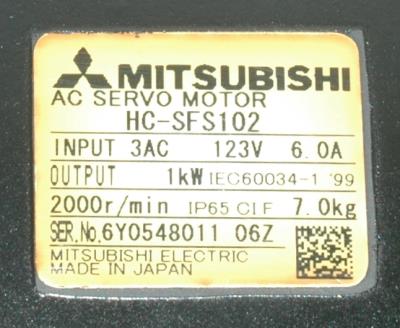 MITSUBISHI
AC SERVO MOTOR
HC-SFS102
INPUT 3AC 123V 6.0A
OUTPUT 1kW IEC60034-1 '99
2000r/min IP65 CI F 7.0kg
SER.No.6Y0548011 06Z
MITSUBISHI ELECTRIC
MADE IN JAPAN